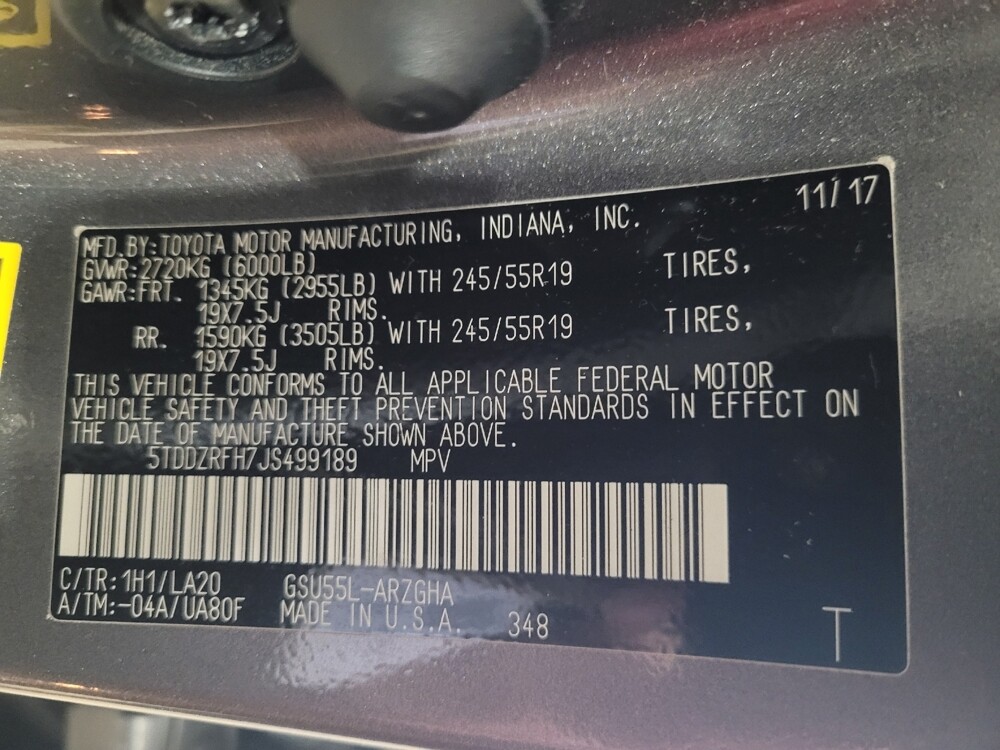 11/17
MFD.BY:TOYOTA MOTOR MANUFACTURING, INDIANA, INC.
GVWR:2720KG (6000LB)
GAWR:FRT. 1345KG (2955LB) WITH 245/55R19 TIRES,
19X7.5J RIMS.
RR. 1590KG (3505LB) WITH 245/55R19 TIRES,
19X7.5J RIMS.
THIS VEHICLE CONFORMS TO ALL APPLICABLE FEDERAL MOTOR
VEHICLE SAFETY AND THEFT PREVENTION STANDARDS IN EFFECT ON
THE DATE OF MANUFACTURE SHOWN ABOVE.
5TDDZRFH7JS499189 MPV
C/TR:1H1/LA20 GSU55L-ARZGHA
A/TM:-04A/UA80F MADE IN U.S.A. 348
T